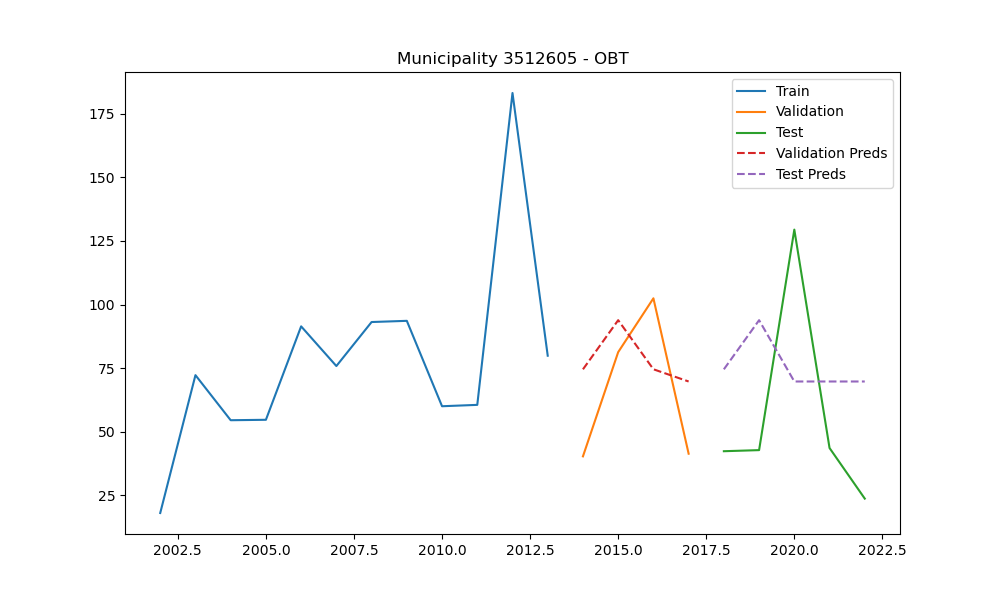 Municipality 3512605 - OBT
Train
Validation
Test
Validation Preds
Test Preds
175
150
125
100
75
50
25
2002.5 2005.0 2007.5 2010.0 2012.5 2015.0 2017.5 2020.0 2022.5